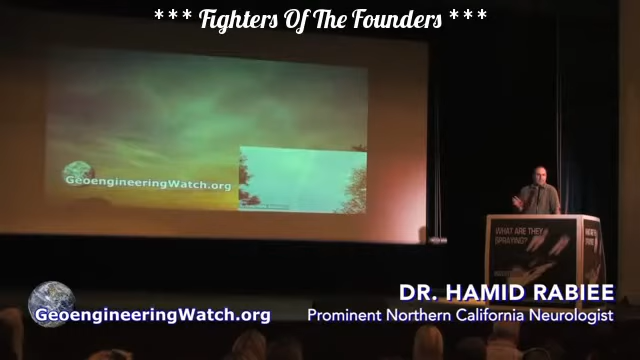 *** Fighters Of The Founders ***
GeoengineeringWatch.org
WHAT ARE THEY
SPRAYING?
DR. HAMID RABIEE
GeoengineeringWatch.org
Prominent Northern California Neurologist